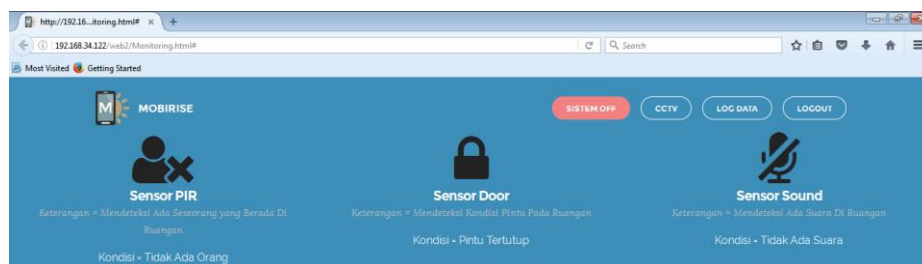 http://192.16...itoring.html#
192.168.34.122/web2/Monitoring.html#
Search
Most Visited Getting Started
M MOBIRISE
SISTEM OFF CCTV LOG DATA LOGOUT
Sensor PIR
Keterangan = Mendeteksi Ada Seseorang yang Berada Di
Ruangan
Kondisi = Tidak Ada Orang
Sensor Door
Keterangan = Mendeteksi Kondisi Pintu Pada Ruangan
Kondisi = Pintu Tertutup
Sensor Sound
Keterangan = Mendeteksi Ada Suara Di Ruangan
Kondisi = Tidak Ada Suara